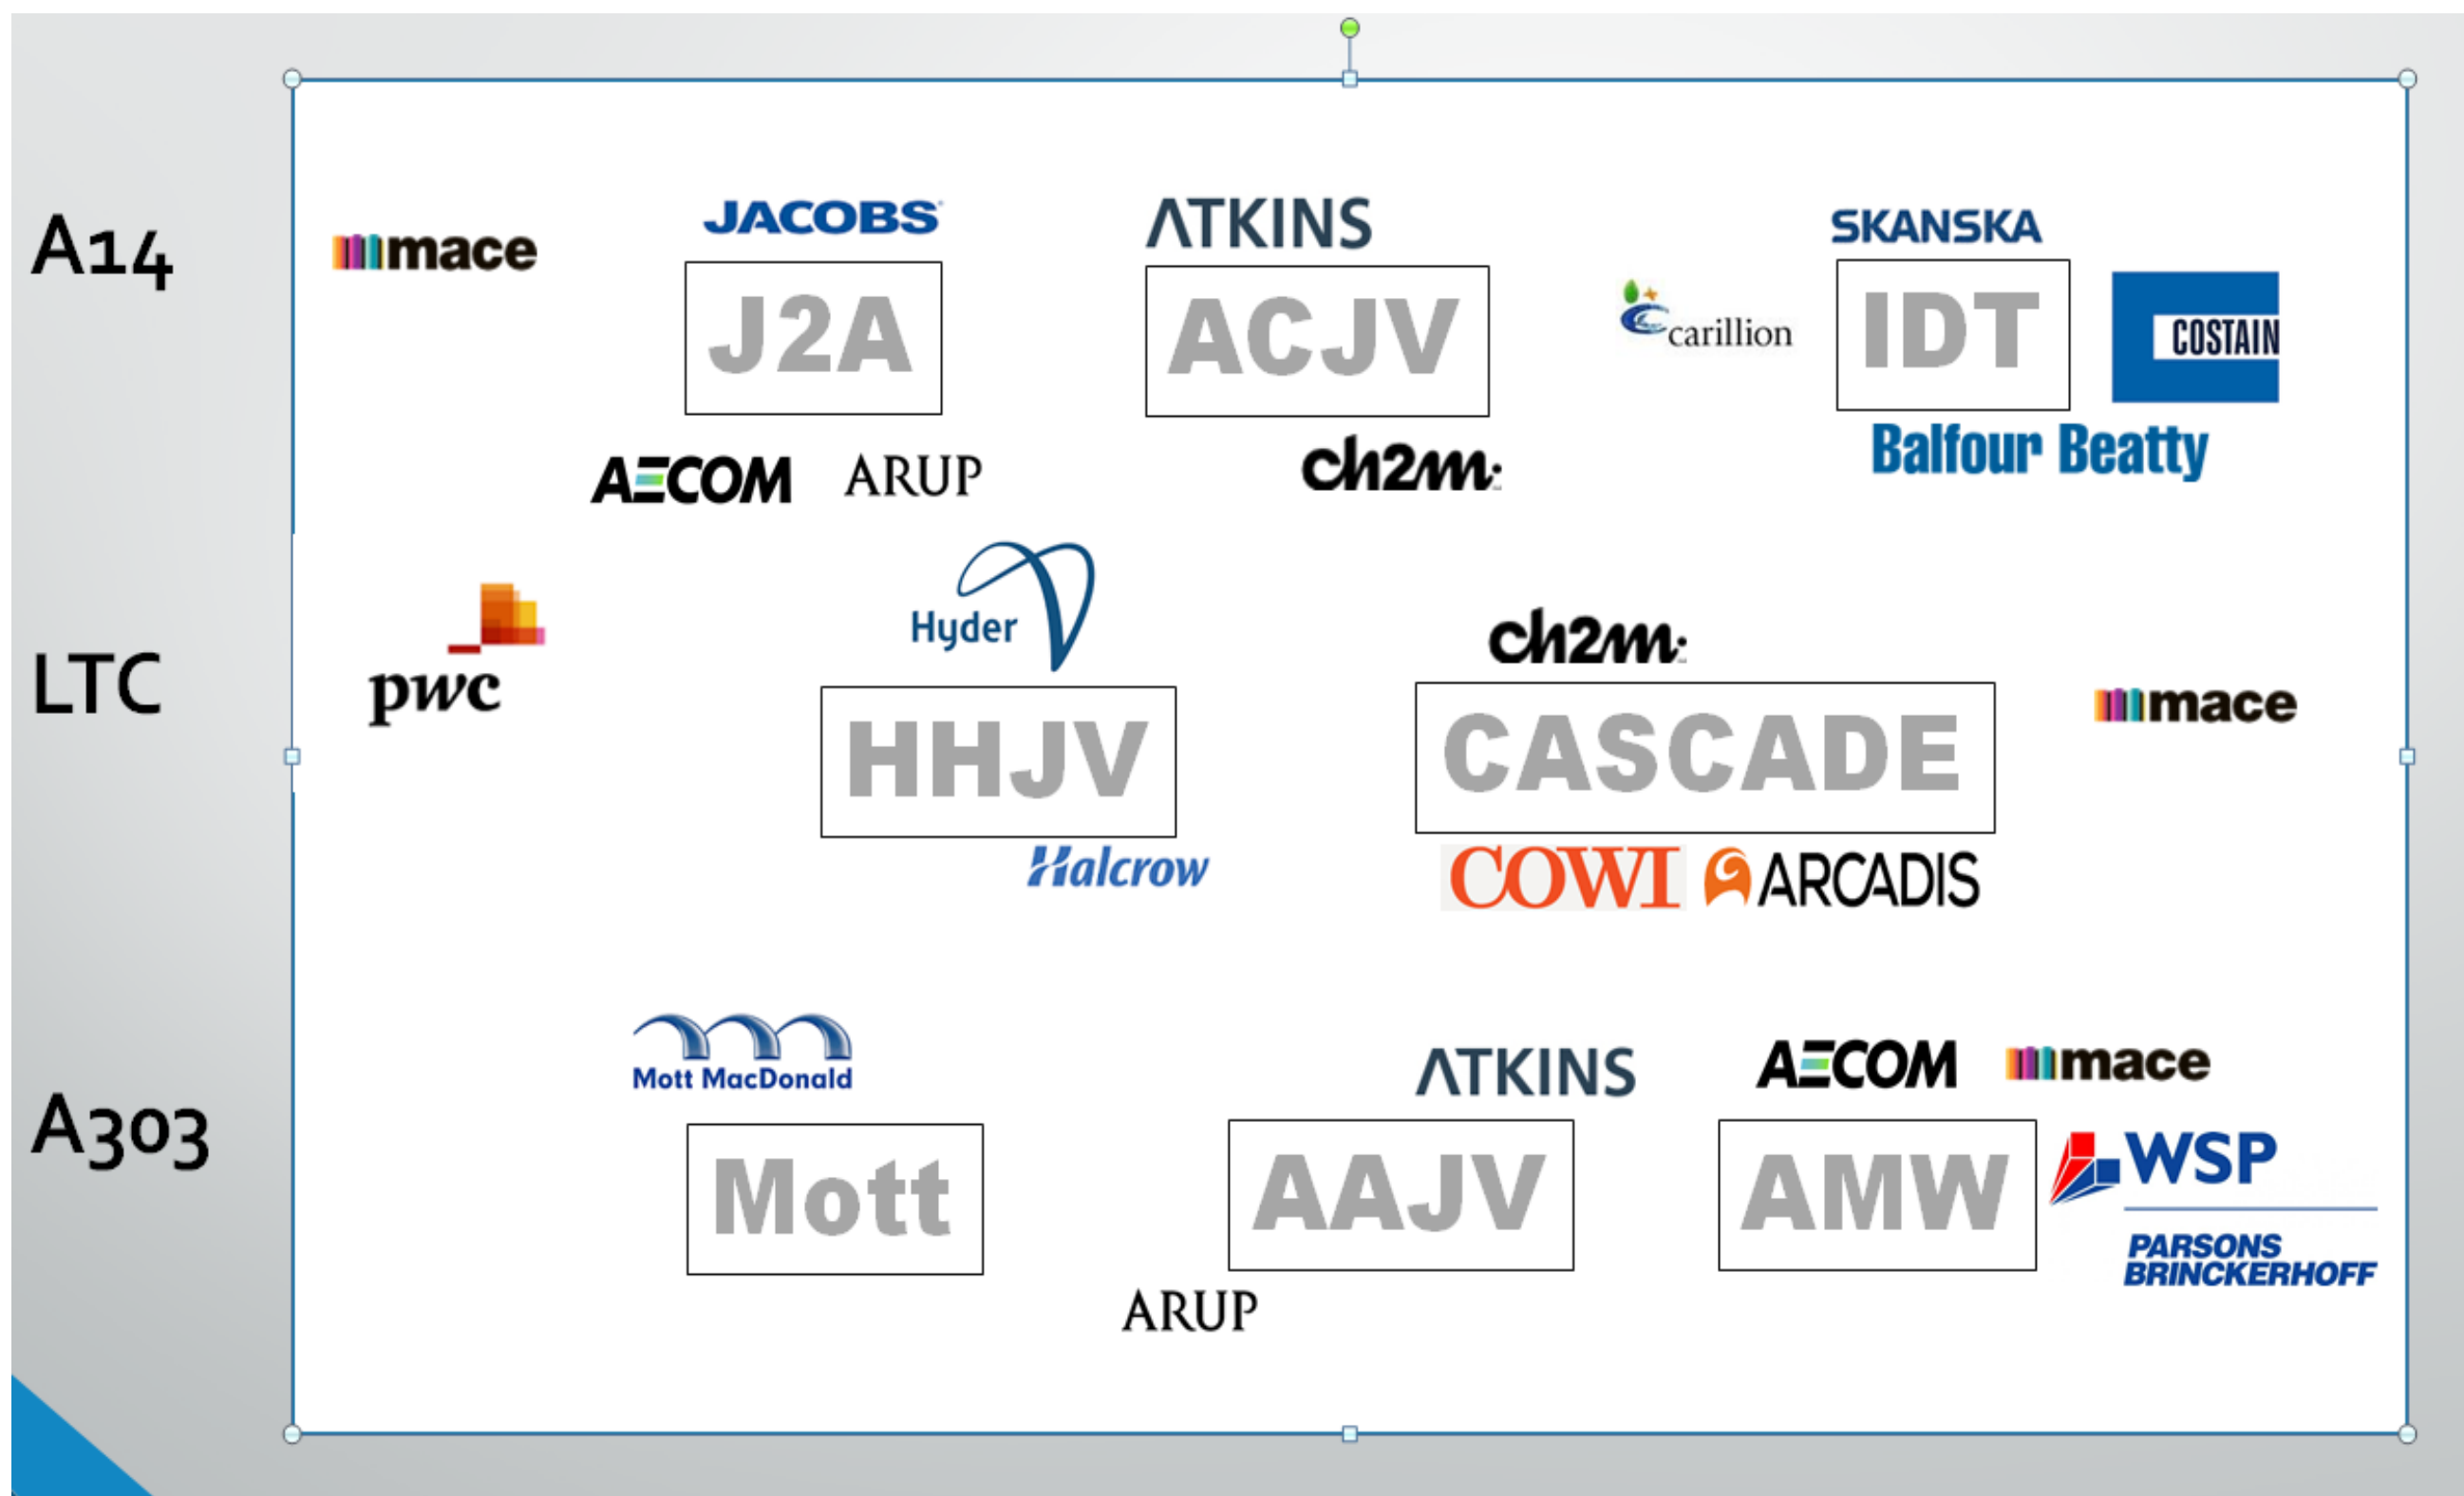 A14
mace
JACOBS
J2A
AECOM ARUP
ATKINS
ACJV
ch2m:
carillion
SKANSKA
IDT
COSTAIN
Balfour Beatty
LTC
pwc
Hyder
HHJV
Halcrow
ch2m:
CASCADE
COWI ARCADIS
mace
A303
Mott MacDonald
Mott
ATKINS
AAJV
ARUP
AECOM mace
AMW
WSP
PARSONS
BRINCKERHOFF